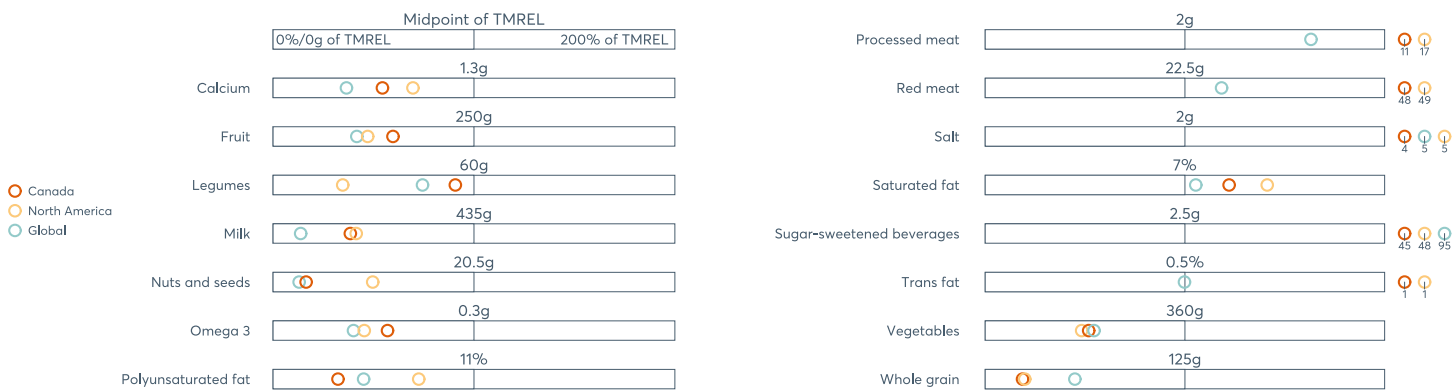 Midpoint of TMREL
0%/0g of TMREL 200% of TMREL
1.3g
Calcium
250g
Fruit
60g
Legumes
435g
Milk
20.5g
Nuts and seeds
0.3g
Omega 3
11%
Polyunsaturated fat
Canada
North America
Global
2g
Processed meat
11 17
22.5g
Red meat
48 49
2g
Salt
4 5 5
7%
Saturated fat
2.5g
Sugar-sweetened beverages
45 48 95
0.5%
Trans fat
1 1
360g
Vegetables
125g
Whole grain